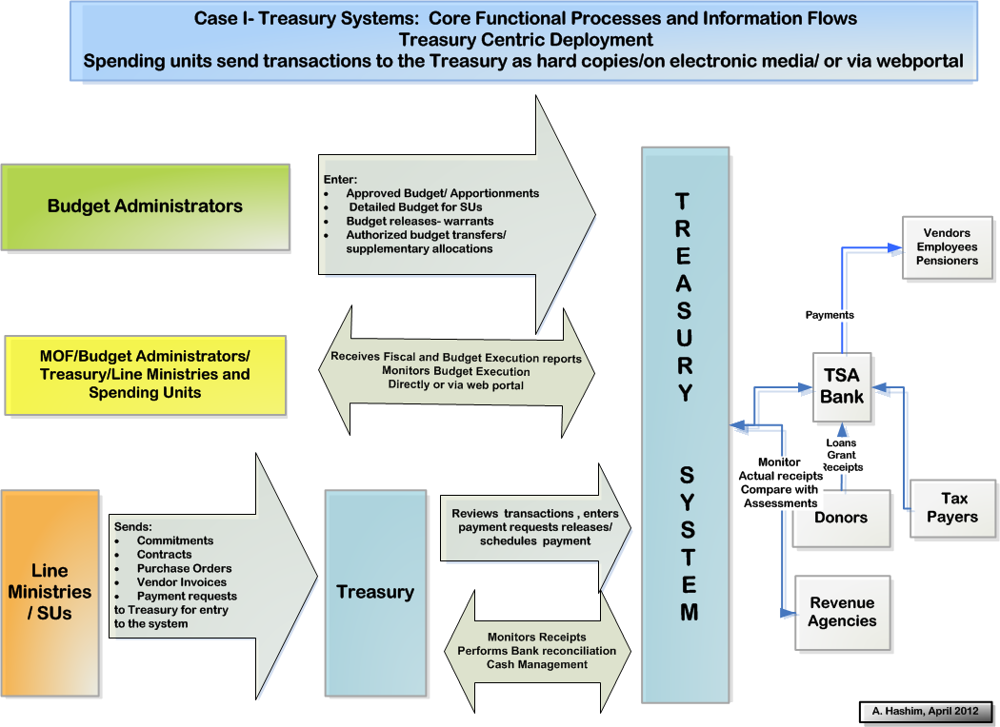 Case I- Treasury Systems:  Core Functional Processes and Information Flows
Treasury Centric Deployment
Spending units send transactions to the Treasury as hard copies/on electronic media/ or via webportal
Budget Administrators
Enter:
• Approved Budget/ Apportionments
• Detailed Budget for SUs
• Budget releases- warrants
• Authorized budget transfers/
supplementary allocations
MOF/Budget Administrators/
Treasury/Line Ministries and
Spending Units
Receives Fiscal and Budget Execution reports
Monitors Budget Execution
Directly or via web portal
Line
Ministries
/ SUs
Sends:
• Commitments
• Contracts
• Purchase Orders
• Vendor Invoices
• Payment requests
to Treasury for entry
to the system
Treasury
Reviews  transactions , enters
payment requests releases/
schedules  payment
Monitors Receipts
Performs Bank reconciliation
Cash Management
T
R
E
A
S
U
R
Y
S
Y
S
T
E
M
Vendors
Employees
Pensioners
Payments
TSA
Bank
Loans
Grant
Receipts
Monitor
Actual receipts
Compare with
Assessments
Donors
Tax
Payers
Revenue
Agencies
A. Hashim, April 2012